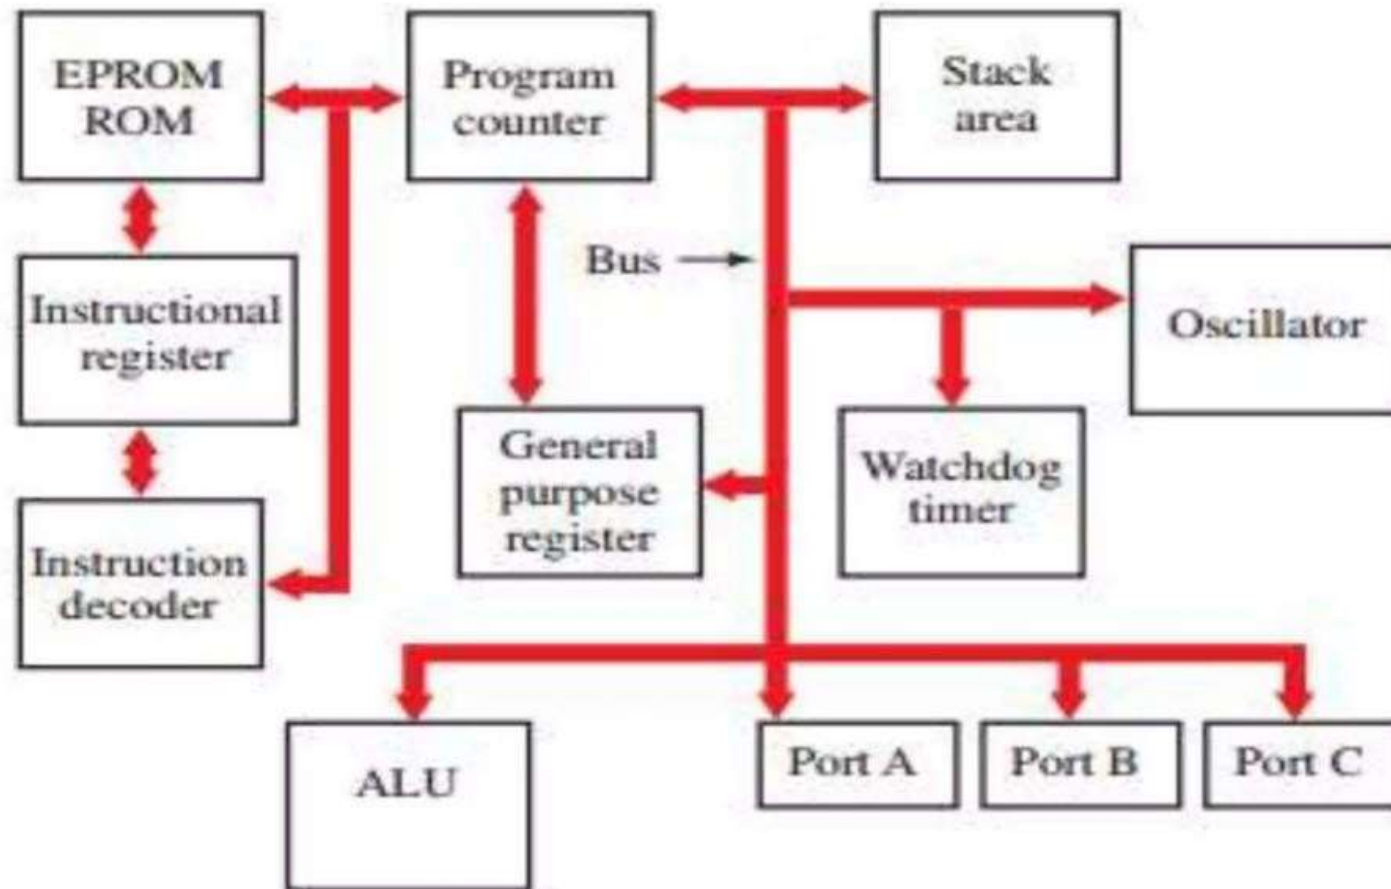 EPROM
ROM
Program
counter
Stack
area
Bus
Instructional
register
Oscillator
General
purpose
register
Watchdog
timer
Instruction
decoder
ALU
Port A
Port B
Port C